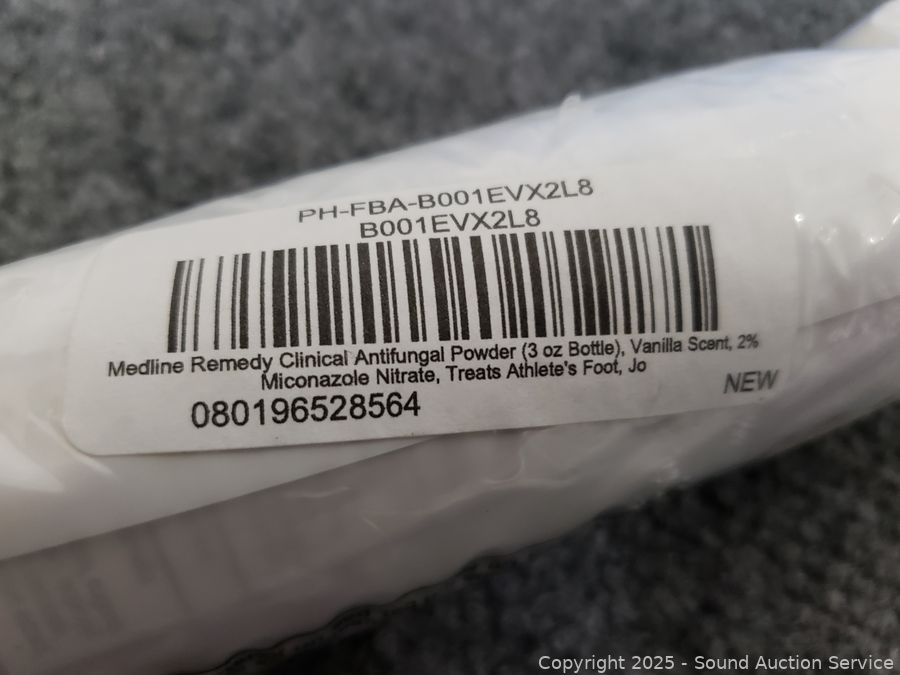 PH-FBA-B001EVX2L8
B001EVX2L8
Medline Remedy Clinical Antifungal Powder (3 oz Bottle), Vanilla Scent, 2%
Miconazole Nitrate, Treats Athlete's Foot, Jo
NEW
080196528564
Copyright © 2025 - Sound Auction Service